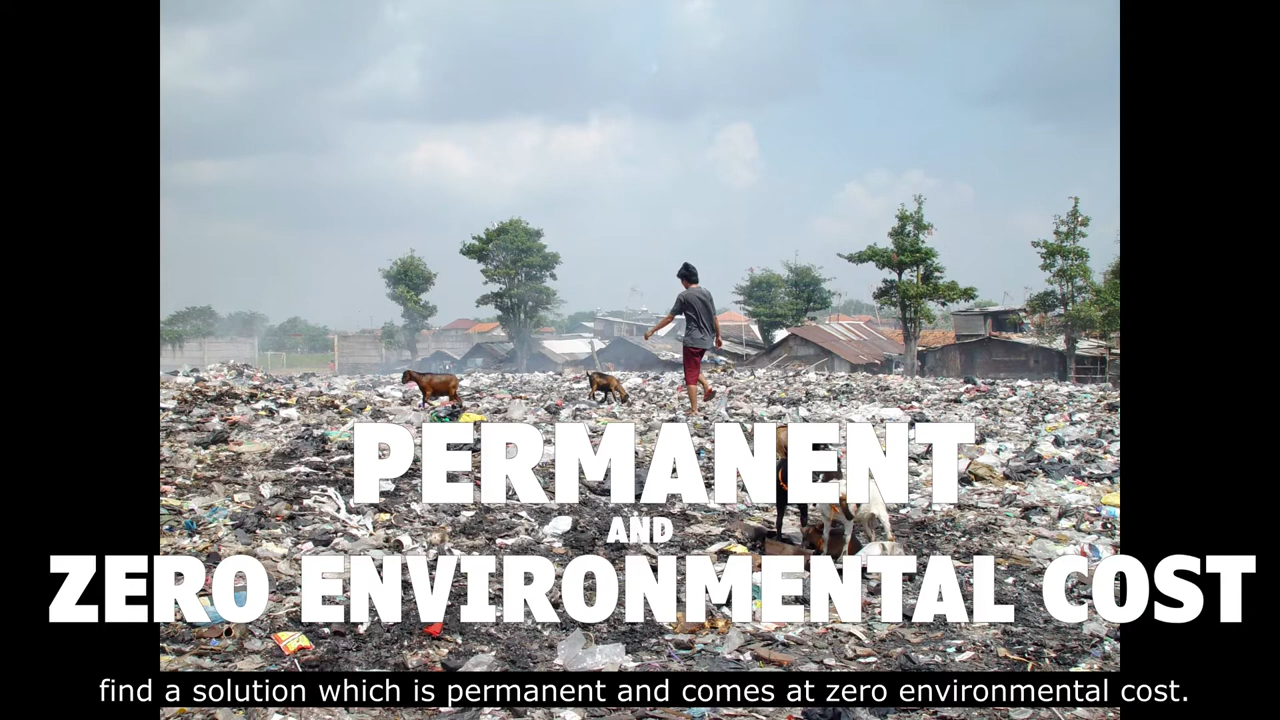 PERMANENT
AND
ZERO ENVIRONMENTAL COST
find a solution which is permanent and comes at zero environmental cost.